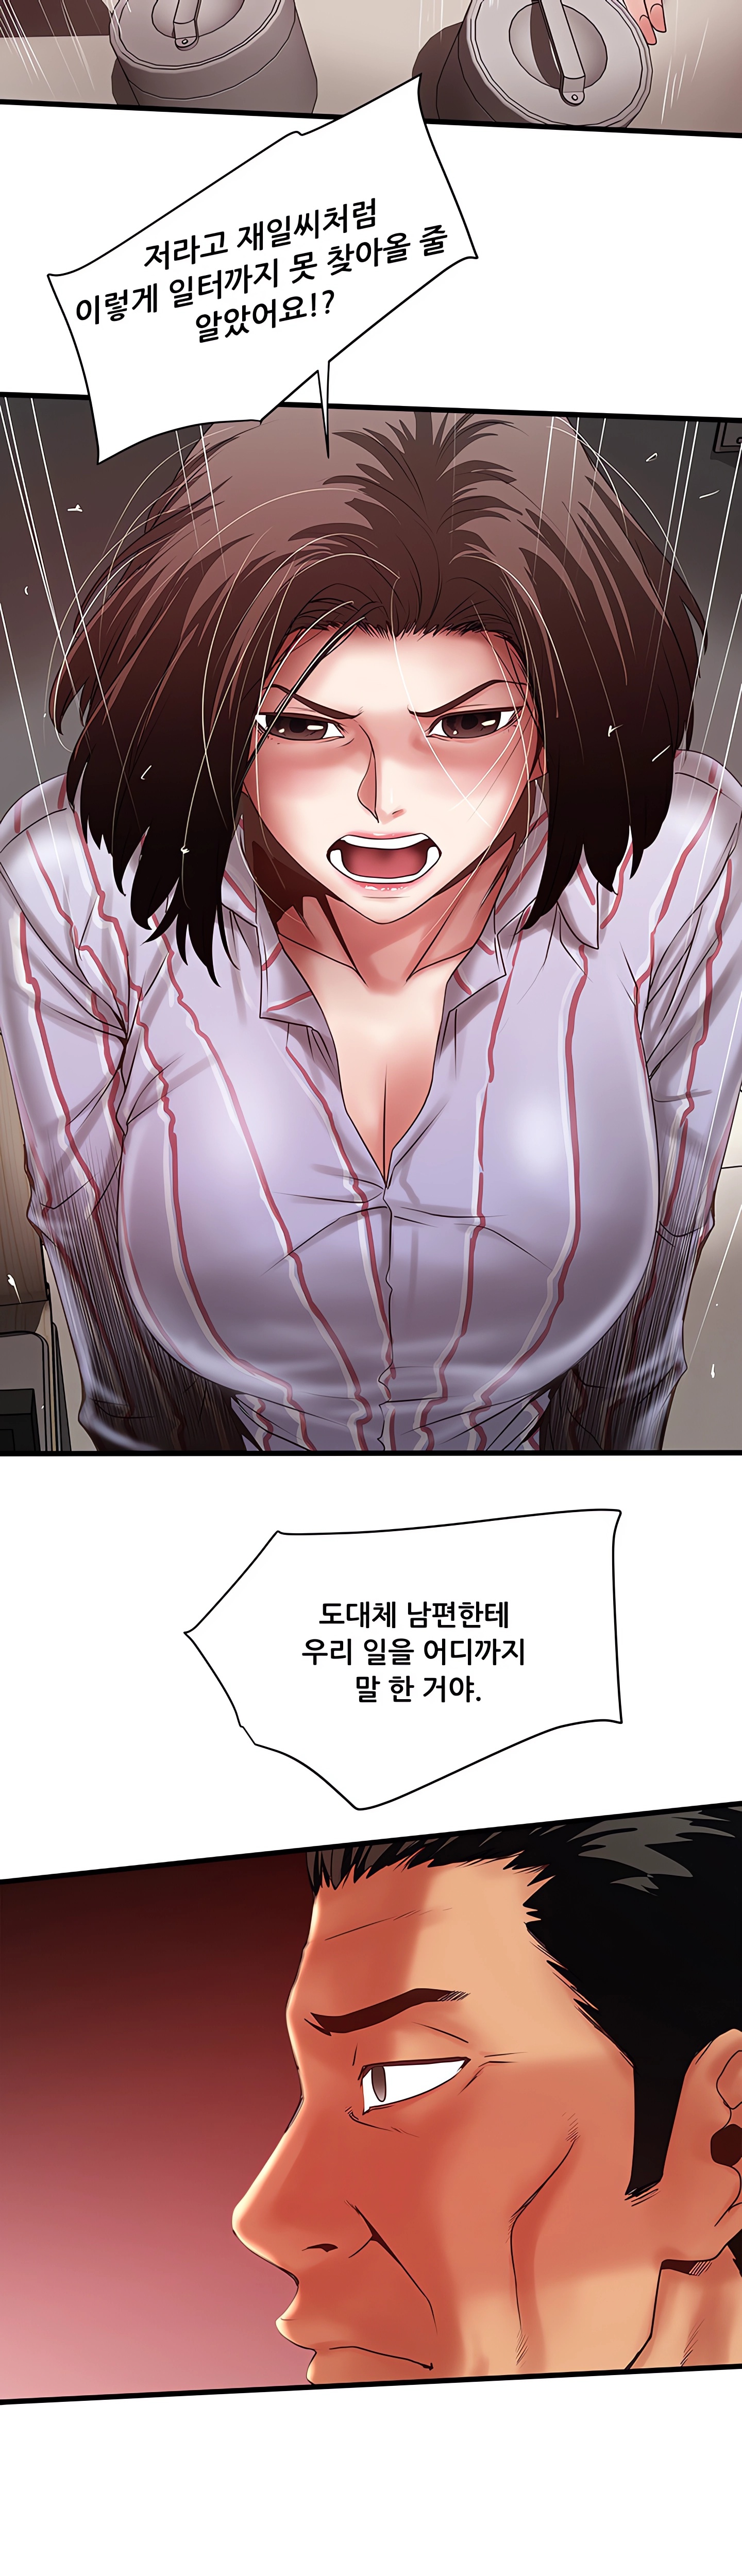 저라고 재일씨처럼
이렇게 일터까지 못 찾아올 줄
알았어요!?
도대체 남편한테
우리 일을 어디까지
말 한 거야.